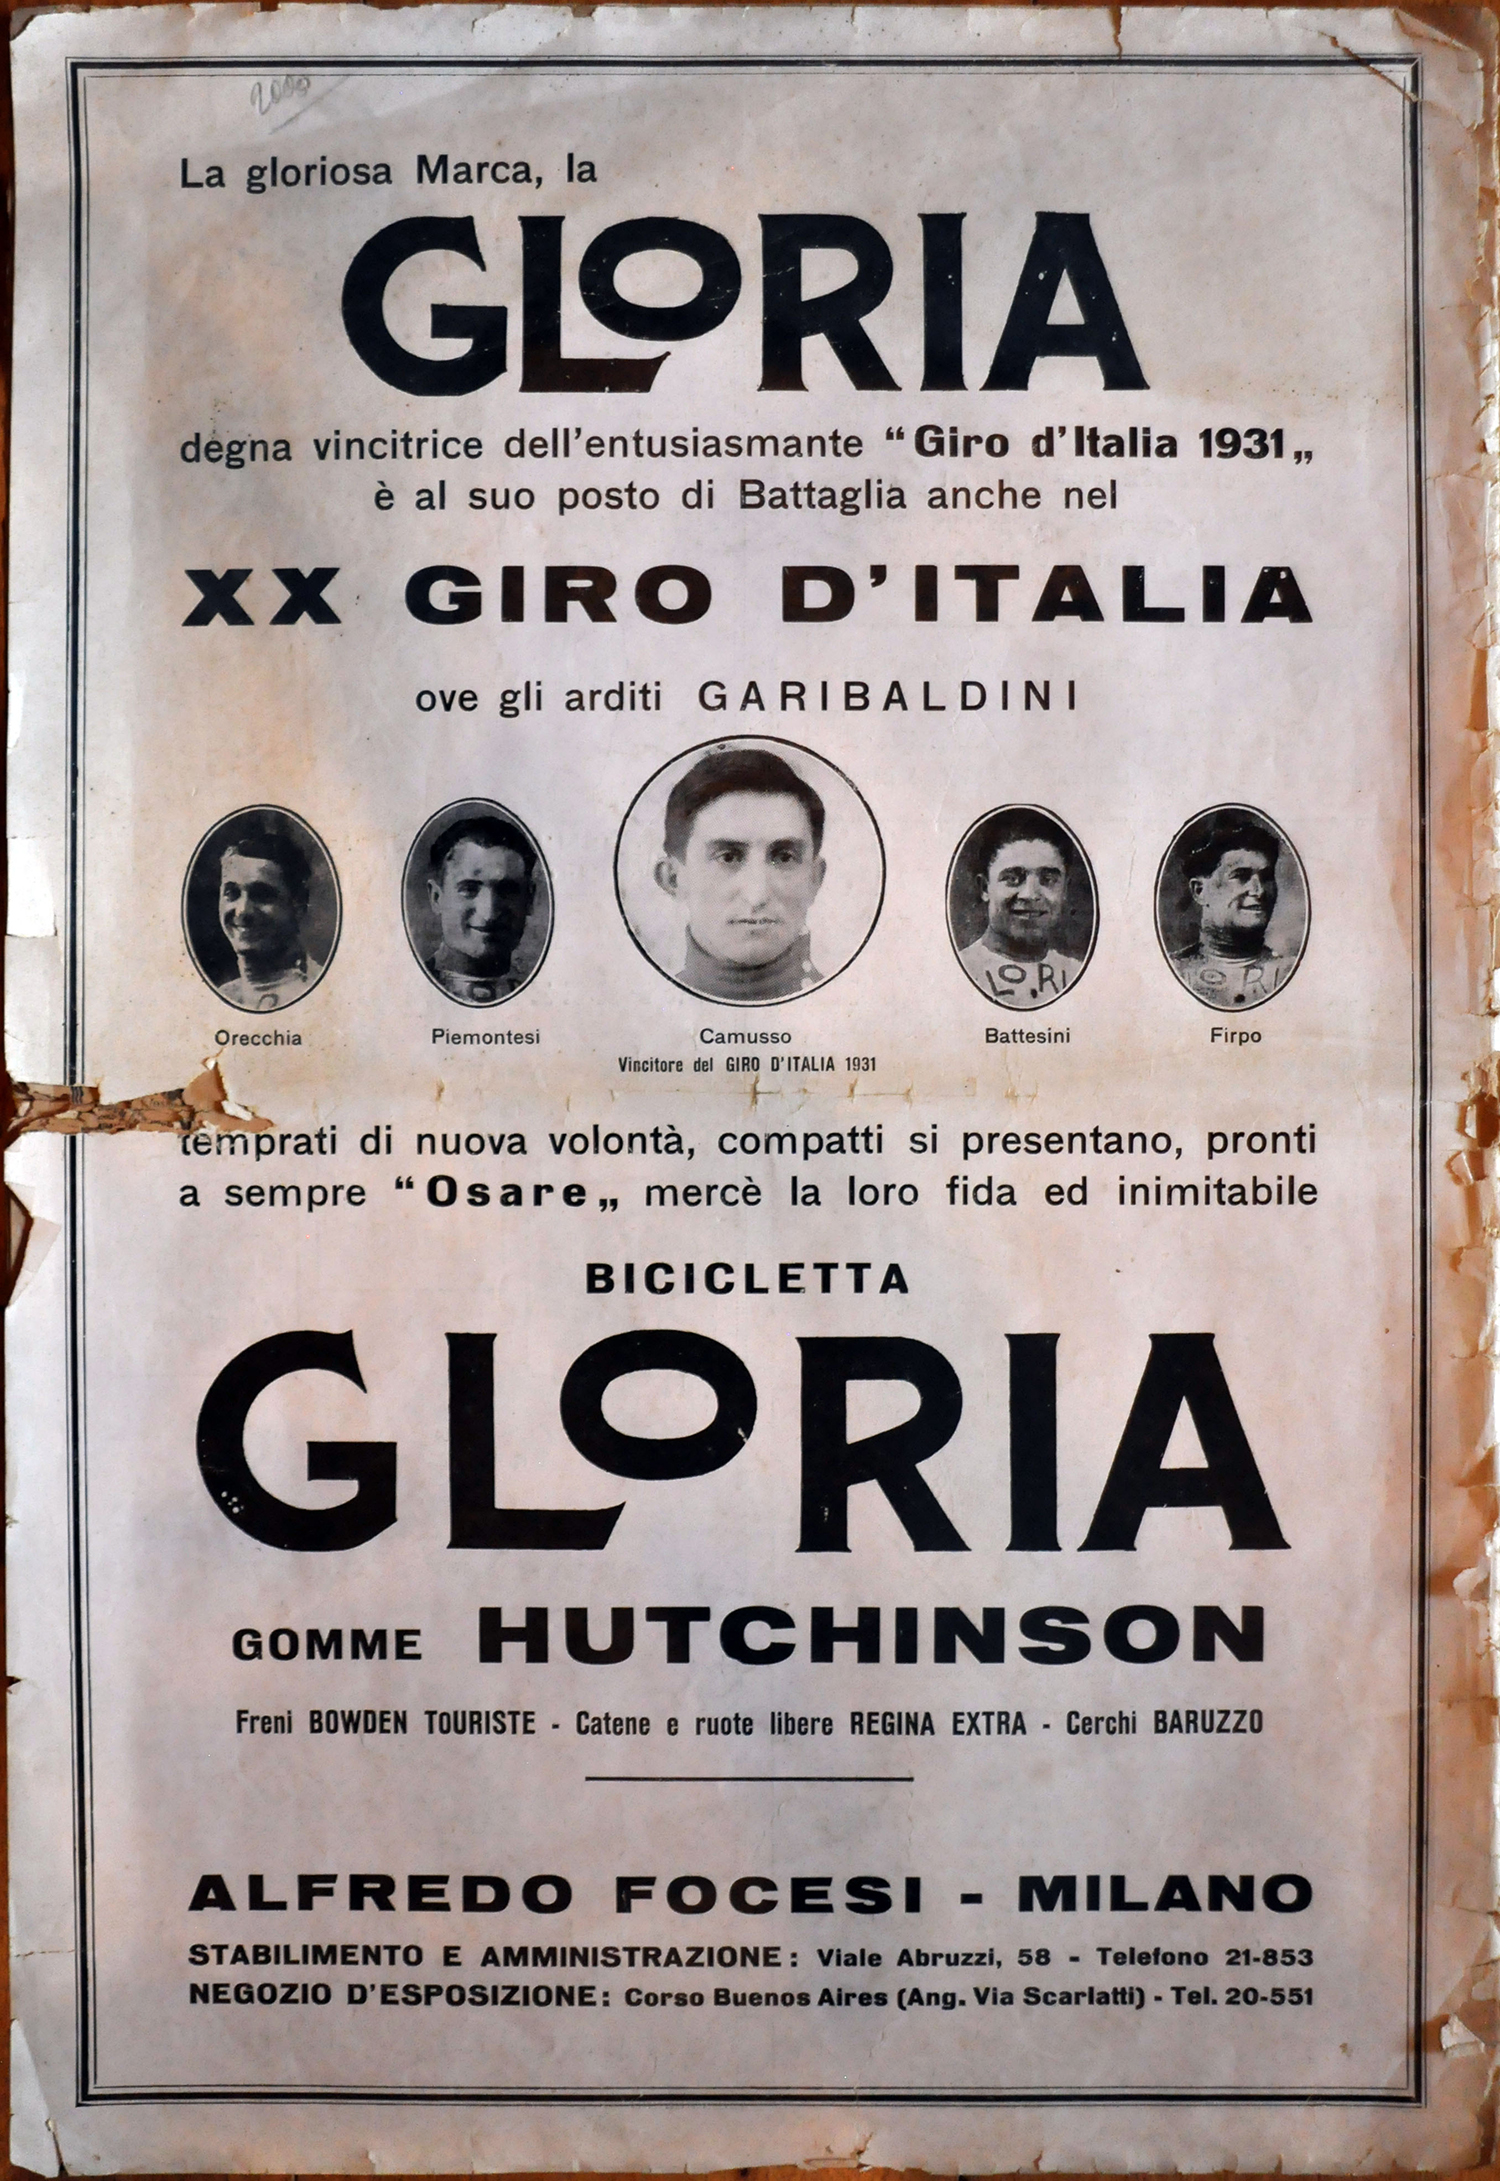 2000
La gloriosa Marca, la
GLORIA
degna vincitrice dell'entusiasmante “Giro d'Italia 1931„
è al suo posto di Battaglia anche nel
XX GIRO D'ITALIA
ove gli arditi GARIBALDINI
LO.RI
O RI
Orecchia Piemontesi Camusso Battesini Firpo
Vincitore del GIRO D'ITALIA 1931
temprati di nuova volontà, compatti si presentano, pronti
a sempre “Osare„ mercè la loro fida ed inimitabile
BICICLETTA
GLORIA
GOMME HUTCHINSON
Freni BOWDEN TOURISTE - Catene e ruote libere REGINA EXTRA - Cerchi BARUZZO
ALFREDO FOCESI - MILANO
STABILIMENTO E AMMINISTRAZIONE: Viale Abruzzi, 58 - Telefono 21-853
NEGOZIO D'ESPOSIZIONE: Corso Buenos Aires (Ang. Via Scarlatti) - Tel. 20-551